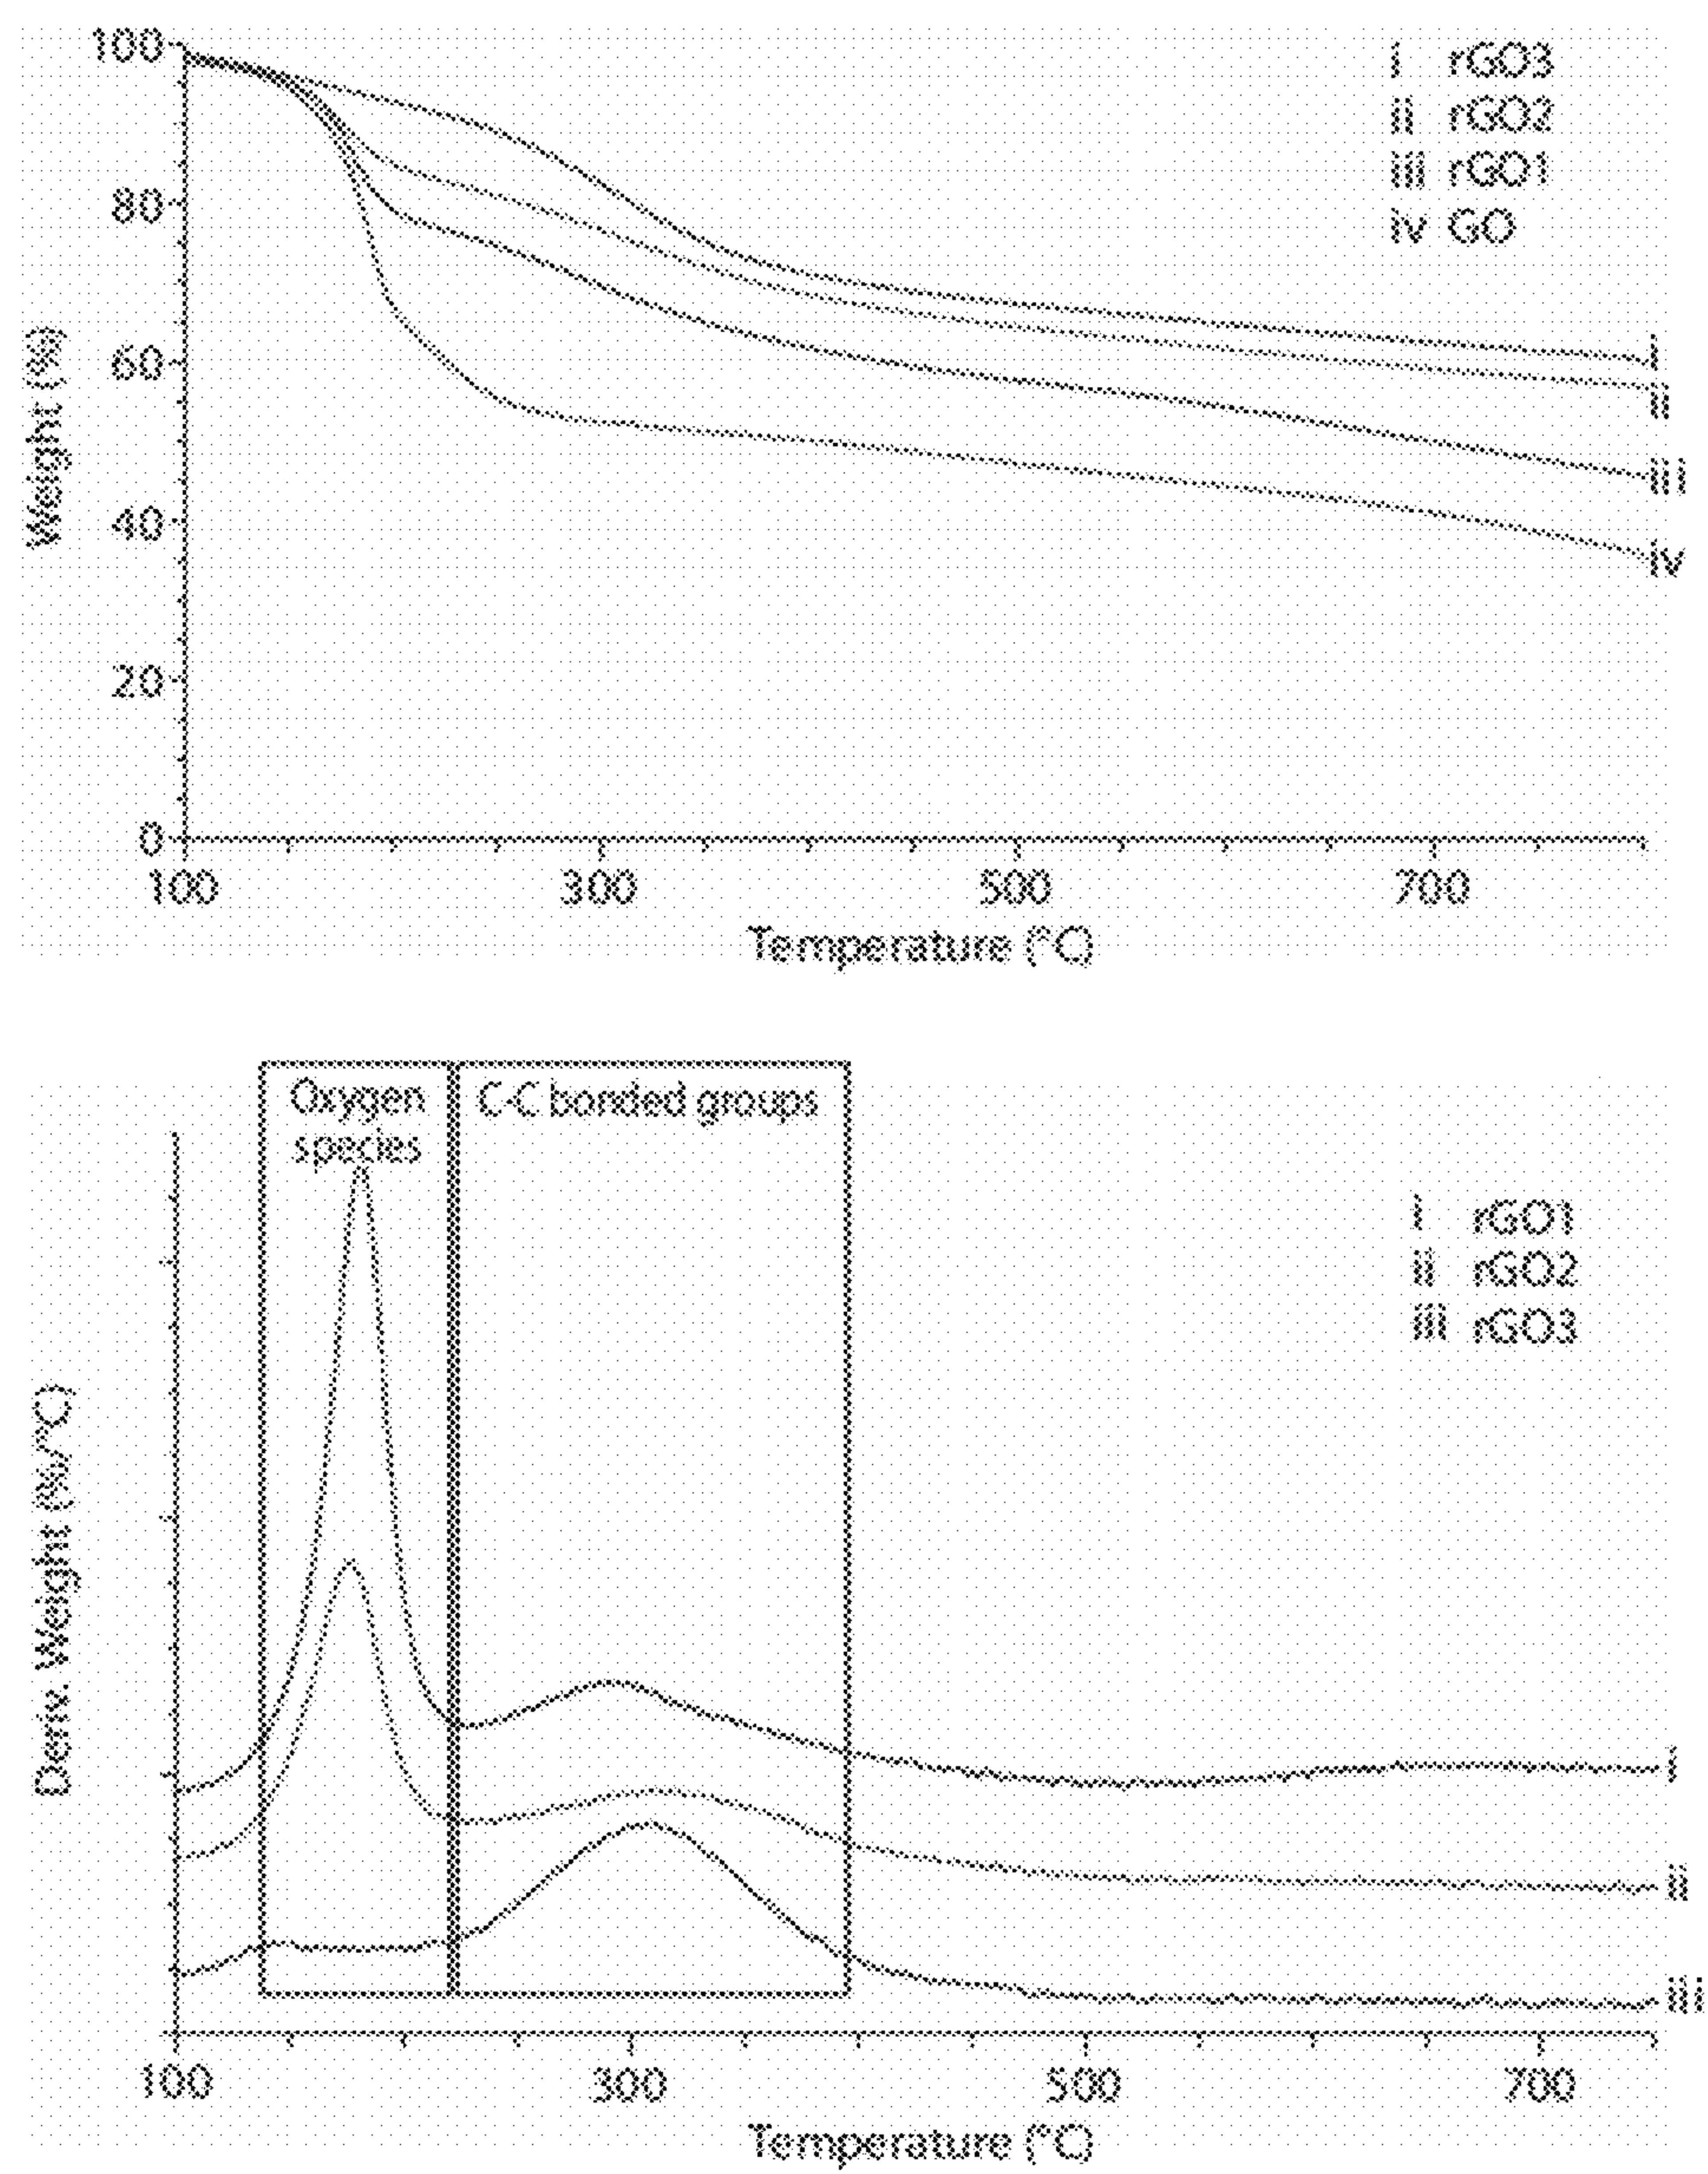 100
80
60
40
20
0
Weight (%)
i rGO3
ii rGO2
iii rGO1
iv GO
i
ii
iii
iv
100 300 500 700
Temperature (°C)
Oxygen
species
C-C bonded groups
i rGO1
ii rGO2
iii rGO3
Deriv. Weight (%/°C)
i
ii
iii
100 300 500 700
Temperature (°C)